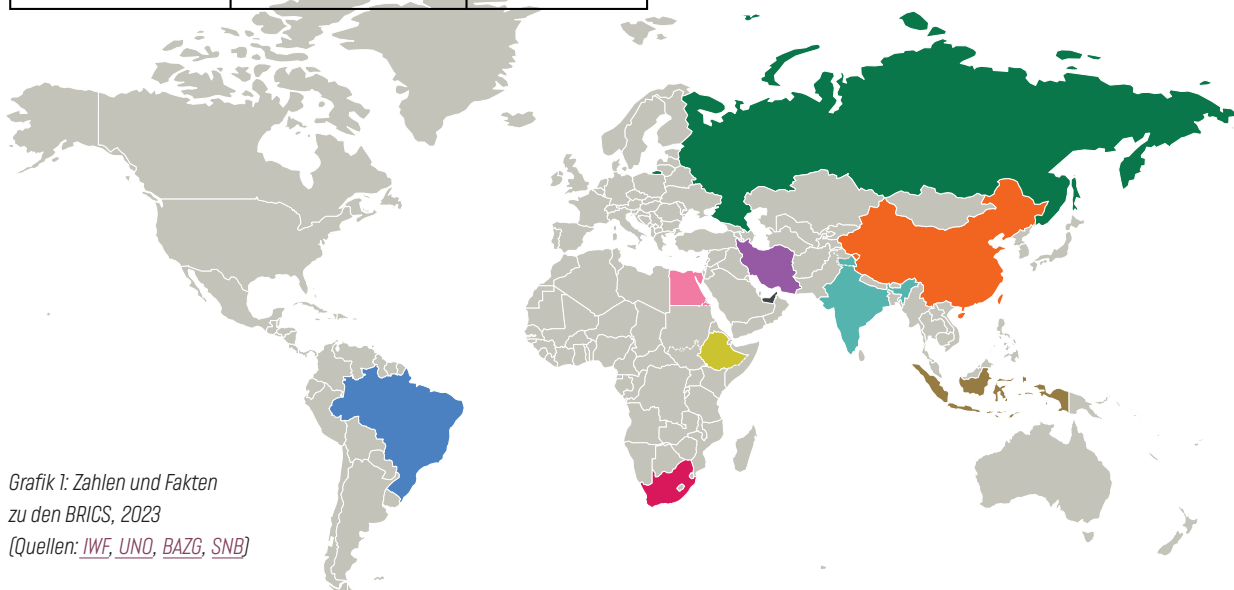 Grafik 1: Zahlen und Fakten
zu den BRICS, 2023
(Quellen: IWF, UNO, BAZG, SNB)